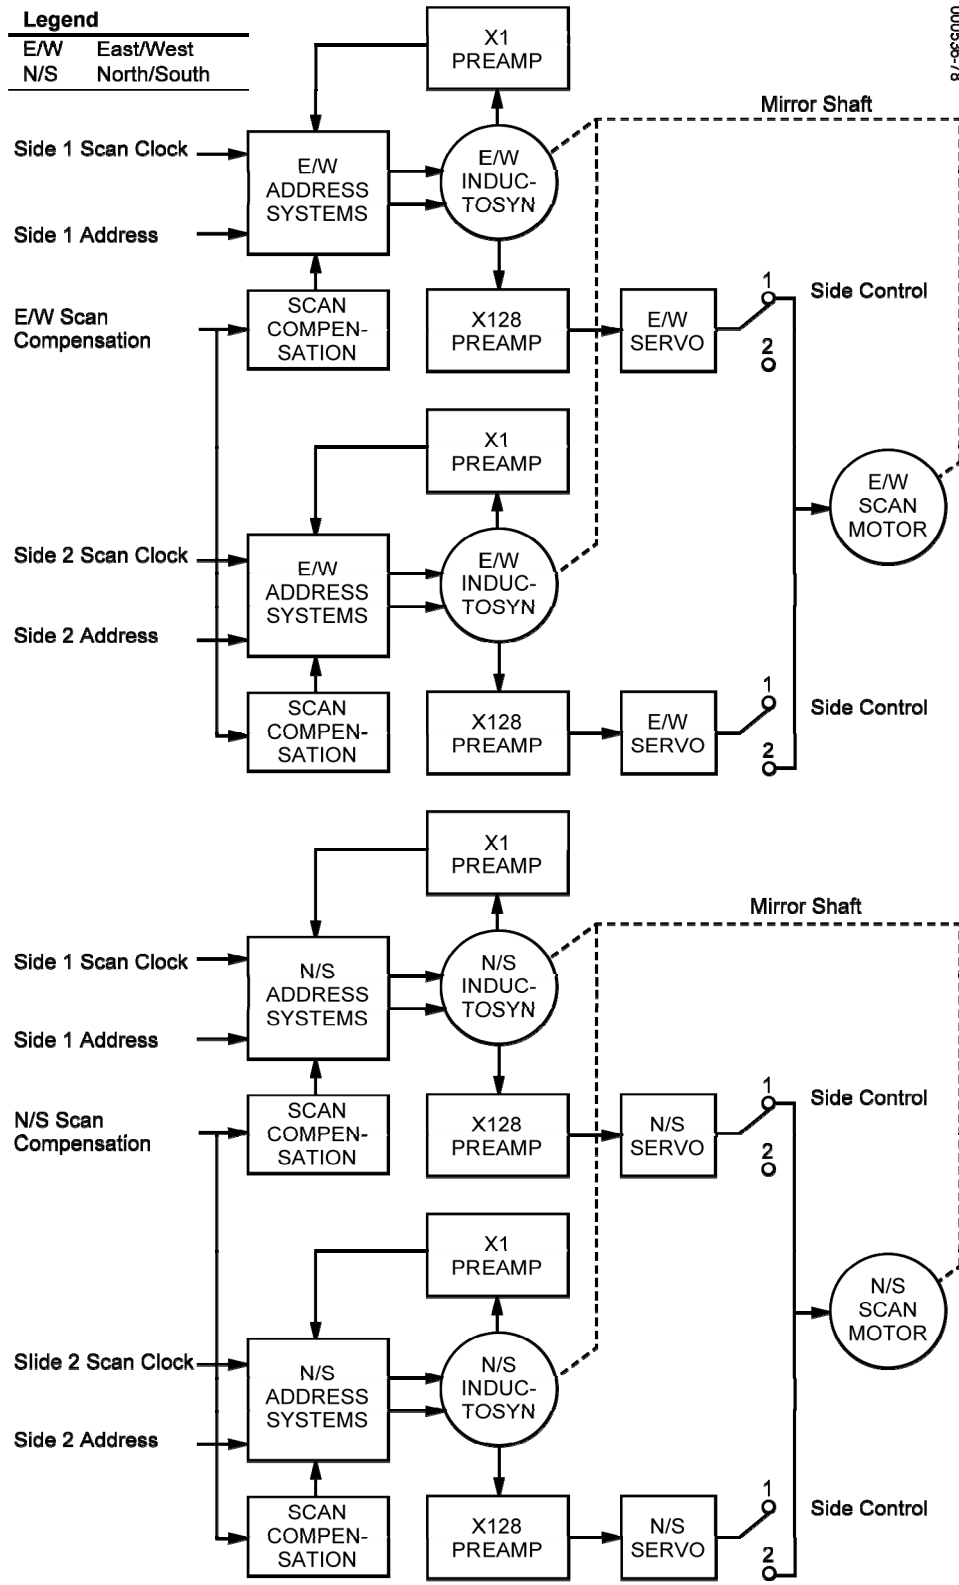 Legend
E/W East/West
N/S North/South
000536-78
X1
PREAMP
Mirror Shaft
Side 1 Scan Clock
E/W
ADDRESS
SYSTEMS
E/W
INDUC-
TOSYN
Side 1 Address
E/W Scan
Compensation
SCAN
COMPEN-
SATION
X128
PREAMP
E/W
SERVO
1
2
Side Control
X1
PREAMP
E/W
SCAN
MOTOR
Side 2 Scan Clock
E/W
ADDRESS
SYSTEMS
E/W
INDUC-
TOSYN
Side 2 Address
SCAN
COMPEN-
SATION
X128
PREAMP
E/W
SERVO
1
2
Side Control
X1
PREAMP
Mirror Shaft
Side 1 Scan Clock
N/S
ADDRESS
SYSTEMS
N/S
INDUC-
TOSYN
Side 1 Address
N/S Scan
Compensation
SCAN
COMPEN-
SATION
X128
PREAMP
N/S
SERVO
1
2
Side Control
X1
PREAMP
N/S
SCAN
MOTOR
Slide 2 Scan Clock
N/S
ADDRESS
SYSTEMS
N/S
INDUC-
TOSYN
Side 2 Address
SCAN
COMPEN-
SATION
X128
PREAMP
N/S
SERVO
1
2
Side Control